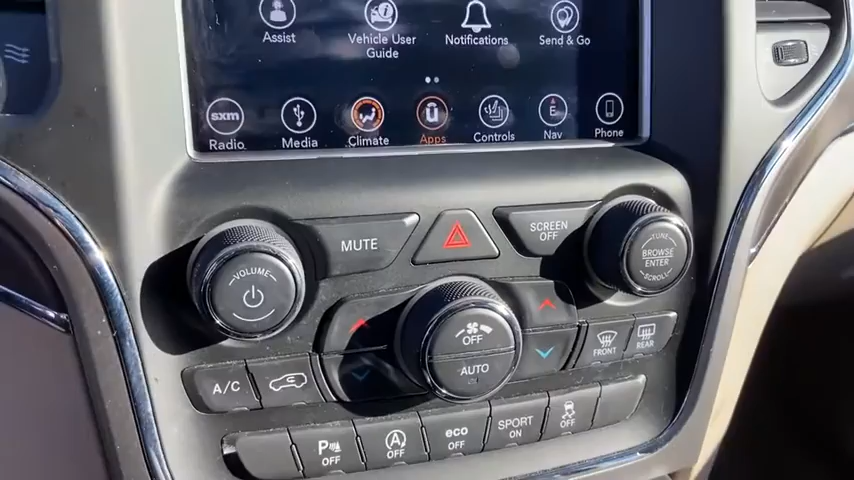 Assist
Vehicle User
Guide
Notifications
Send & Go
sxm
E
Radio
Media
Climate
Apps
Controls
Nav
Phone
MUTE
SCREEN
OFF
VOLUME
TUNE
BROWSE
ENTER
SCROLL
OFF
AUTO
FRONT
REAR
A/C
P
OFF
A
OFF
eco
OFF
SPORT
ON
OFF